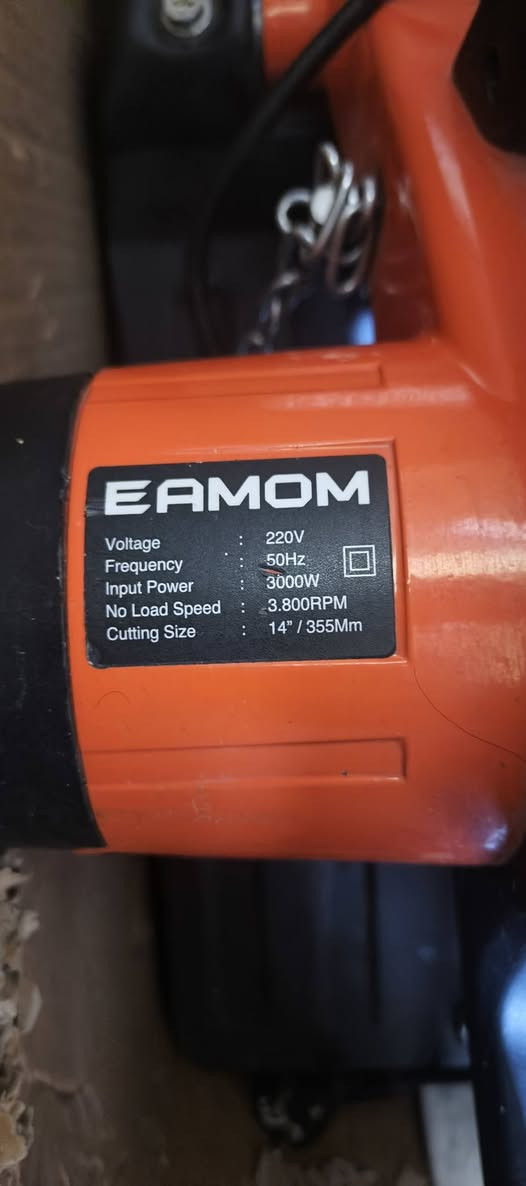 EAMOM
Voltage : 220V
Frequency : 50Hz
Input Power : 3000W
No Load Speed : 3.800RPM
Cutting Size : 14" / 355Mm